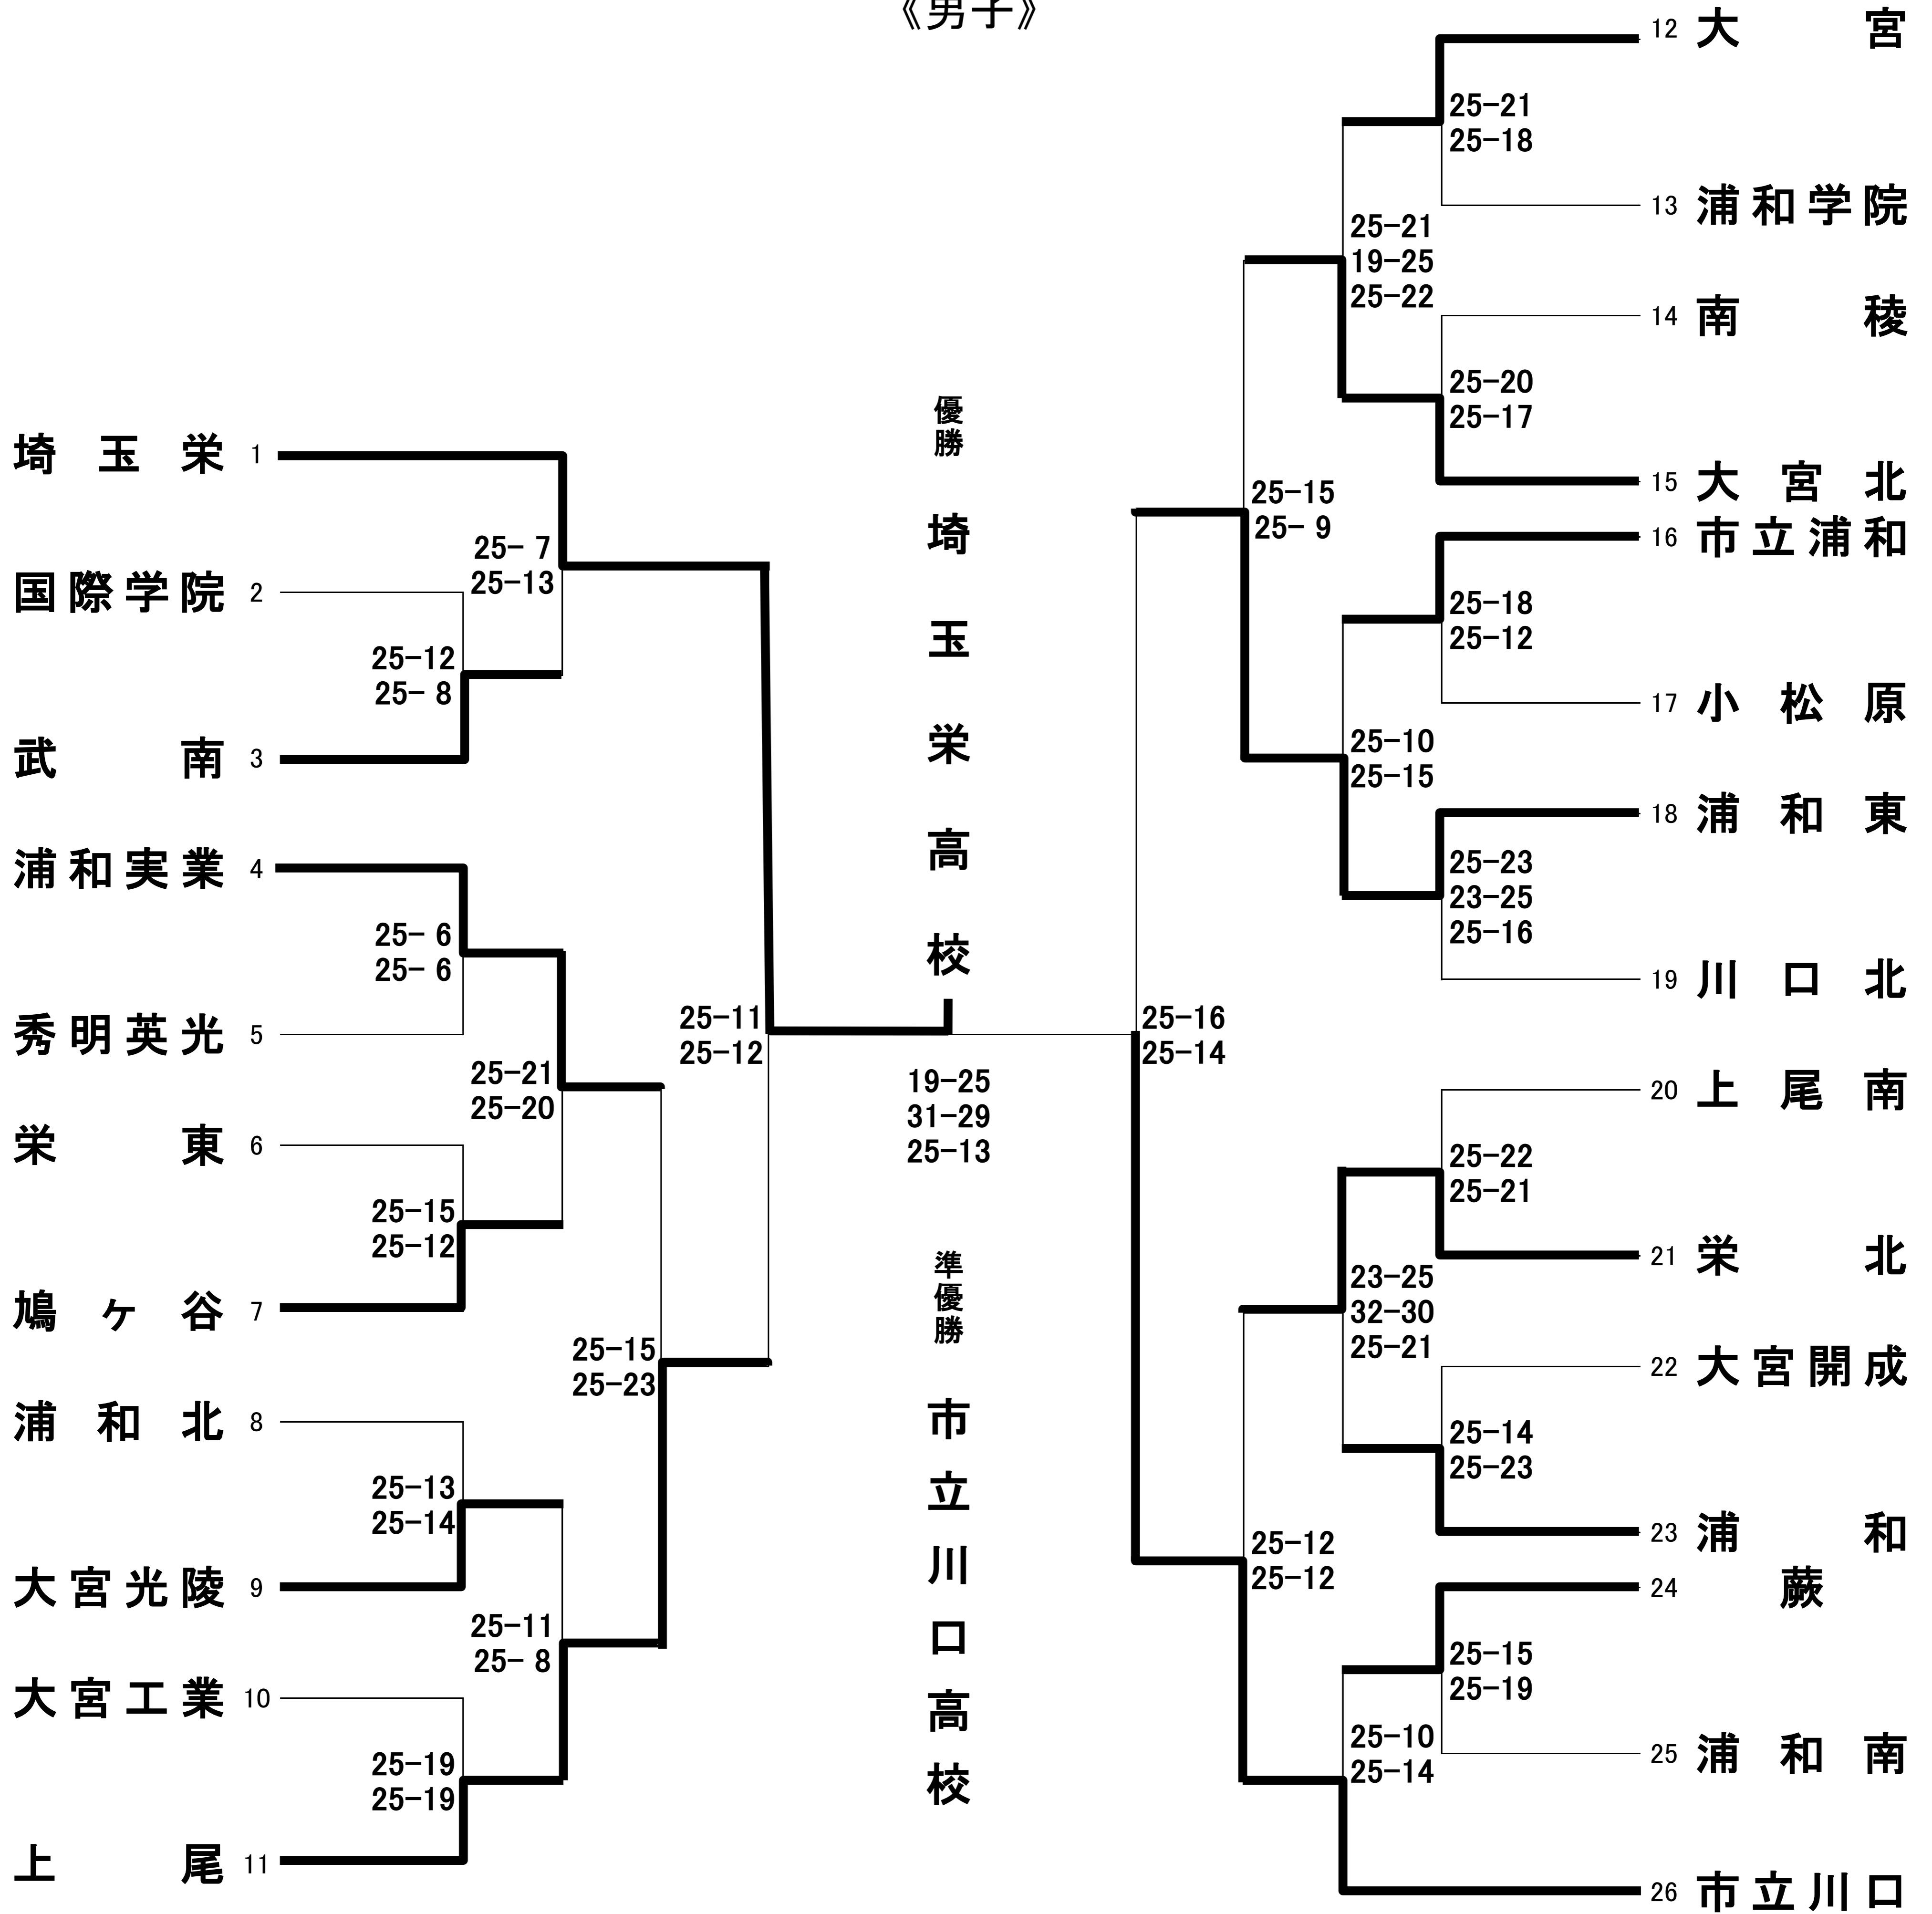 《男子》
埼玉栄 1
国際学院 2
武南 3
浦和実業 4
秀明英光 5
栄東 6
鳩ヶ谷 7
浦和北 8
大宮光陵 9
大宮工業 10
上尾 11
25- 7
25-13
25-12
25- 8
25- 6
25- 6
25-21
25-20
25-15
25-12
25-13
25-14
25-11
25- 8
25-19
25-19
25-15
25-23
25-11
25-12
優勝
埼玉栄高校
19-25
31-29
25-13
準優勝
市立川口高校
25-16
25-14
25-15
25- 9
25-12
25-12
25-21
19-25
25-22
25-10
25-15
23-25
32-30
25-21
25-10
25-14
25-21
25-18
25-20
25-17
25-18
25-12
25-23
23-25
25-16
25-22
25-21
25-14
25-23
25-15
25-19
12 大宮
13 浦和学院
14 南稜
15 大宮北
16 市立浦和
17 小松原
18 浦和東
19 川口北
20 上尾南
21 栄北
22 大宮開成
23 浦和
24 蕨
25 浦和南
26 市立川口